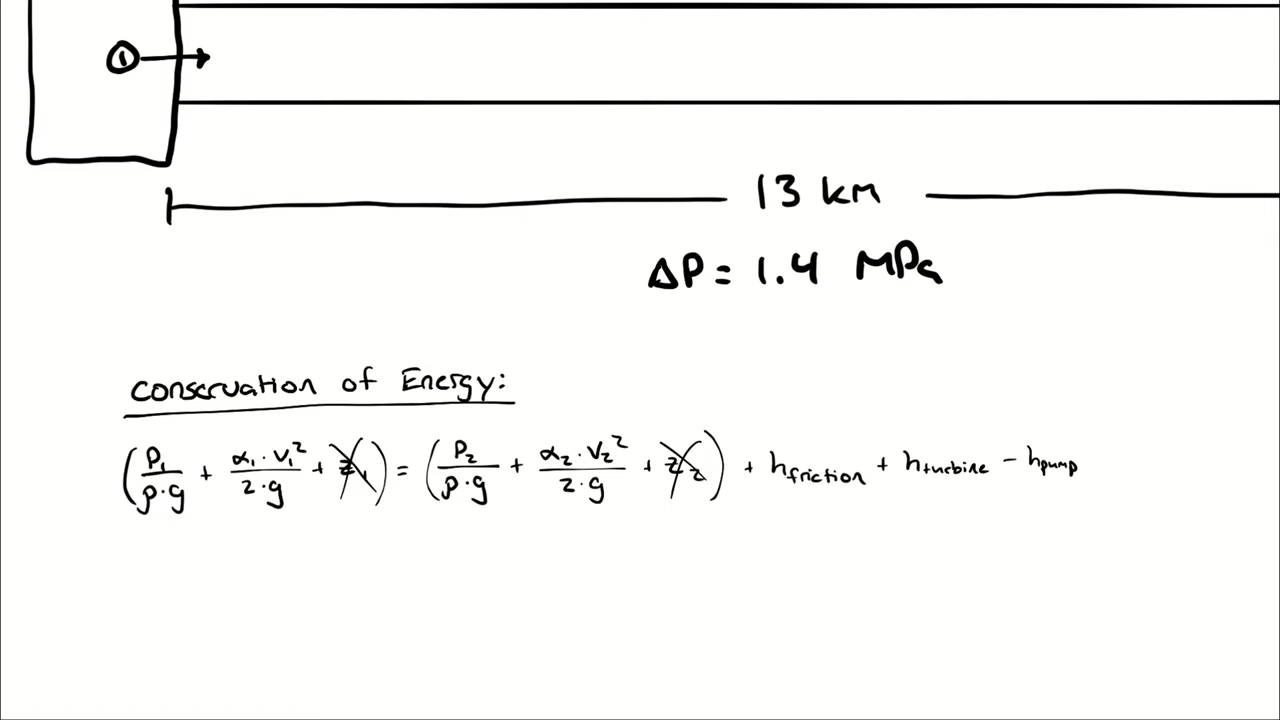 1
13 km
ΔP = 1.4 MPa
Conservation of Energy:
(P₁/ρ·g + α₁·V₁²/2·g + z₁) = (P₂/ρ·g + α₂·V₂²/2·g + z₂) + h_friction + h_turbine − h_pump